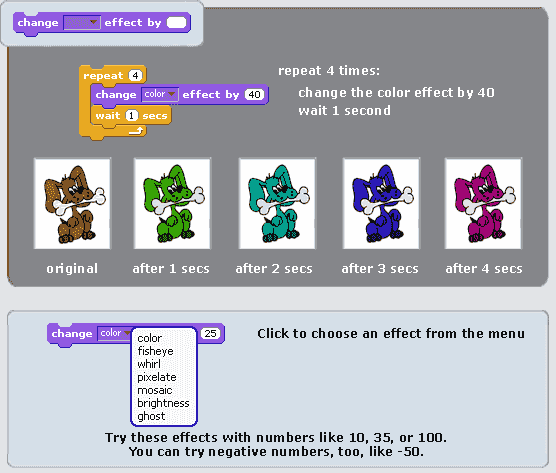 change effect by
repeat 4
change color effect by 40
wait 1 secs
repeat 4 times:
change the color effect by 40
wait 1 second
original
after 1 secs
after 2 secs
after 3 secs
after 4 secs
change color 25
Click to choose an effect from the menu
color
fisheye
whirl
pixelate
mosaic
brightness
ghost
Try these effects with numbers like 10, 35, or 100.
You can try negative numbers, too, like -50.